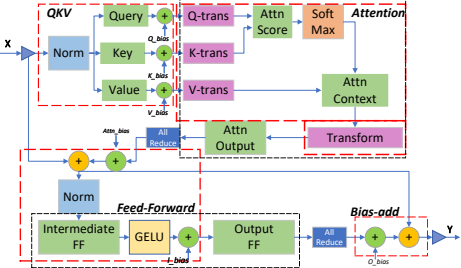 QKV
Attention
X
Norm
Query
Q_bias
Key
K_bias
Value
V_bias
+
+
+
Q-trans
K-trans
V-trans
Attn
Score
Soft
Max
Attn
Context
Transform
Attn
Output
All
Reduce
Attn_bias
+
+
Norm
Feed-Forward
Intermediate
FF
GELU
+
I_bias
Output
FF
All
Reduce
Bias-add
+
+
O_bias
Y